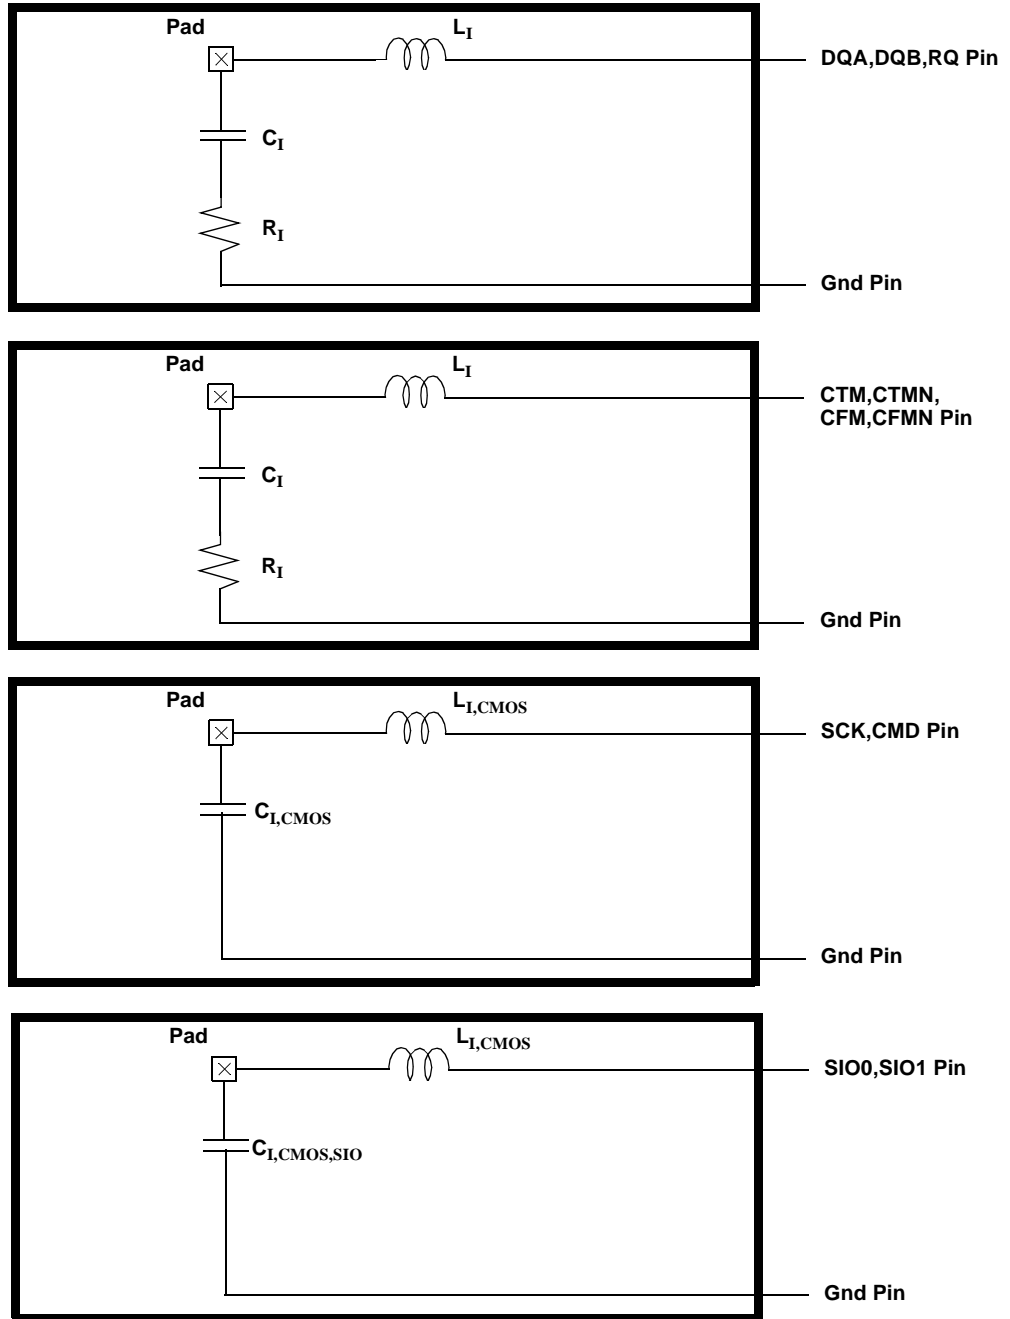 Pad
LI
DQA,DQB,RQ Pin
CI
RI
Gnd Pin
Pad
LI
CTM,CTMN,
CFM,CFMN Pin
CI
RI
Gnd Pin
Pad
LI,CMOS
SCK,CMD Pin
CI,CMOS
Gnd Pin
Pad
LI,CMOS
SIO0,SIO1 Pin
CI,CMOS,SIO
Gnd Pin